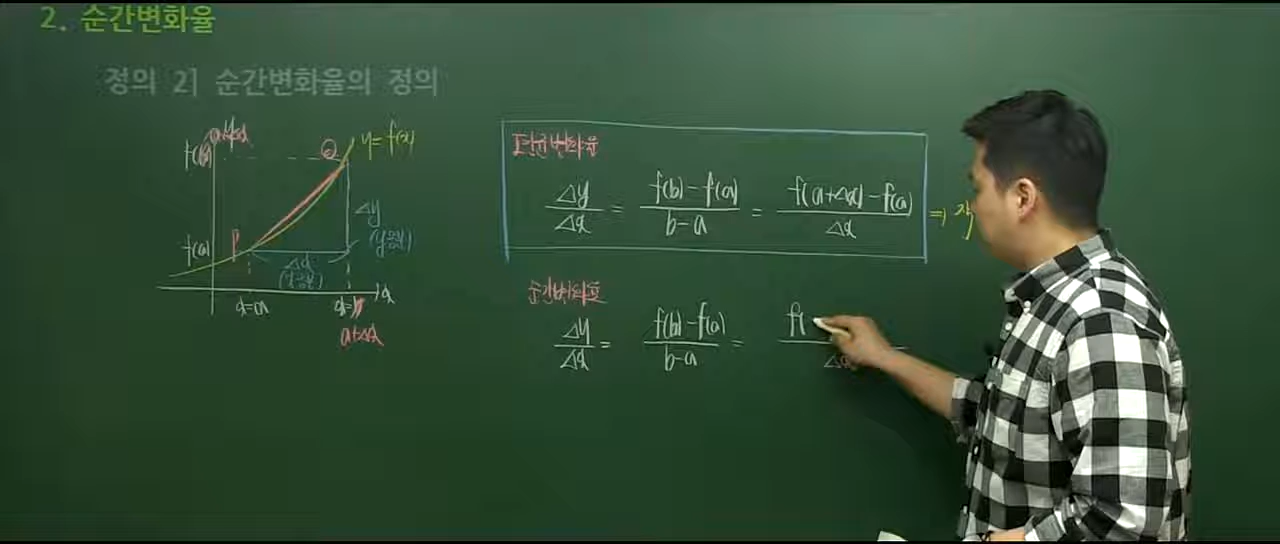 2. 순간변화율
정의 2] 순간변화율의 정의
y
a+Δx
f(b)
Q
y=f(x)
Δy
f(a)
P
Δx
x=a
x
a+Δx
평균변화율
Δy/Δx = f(b)-f(a)/b-a = f(a+Δx)-f(a)/Δx ⇒
순간변화율
Δy/Δx = f(b)-f(a)/b-a = f(/Δx